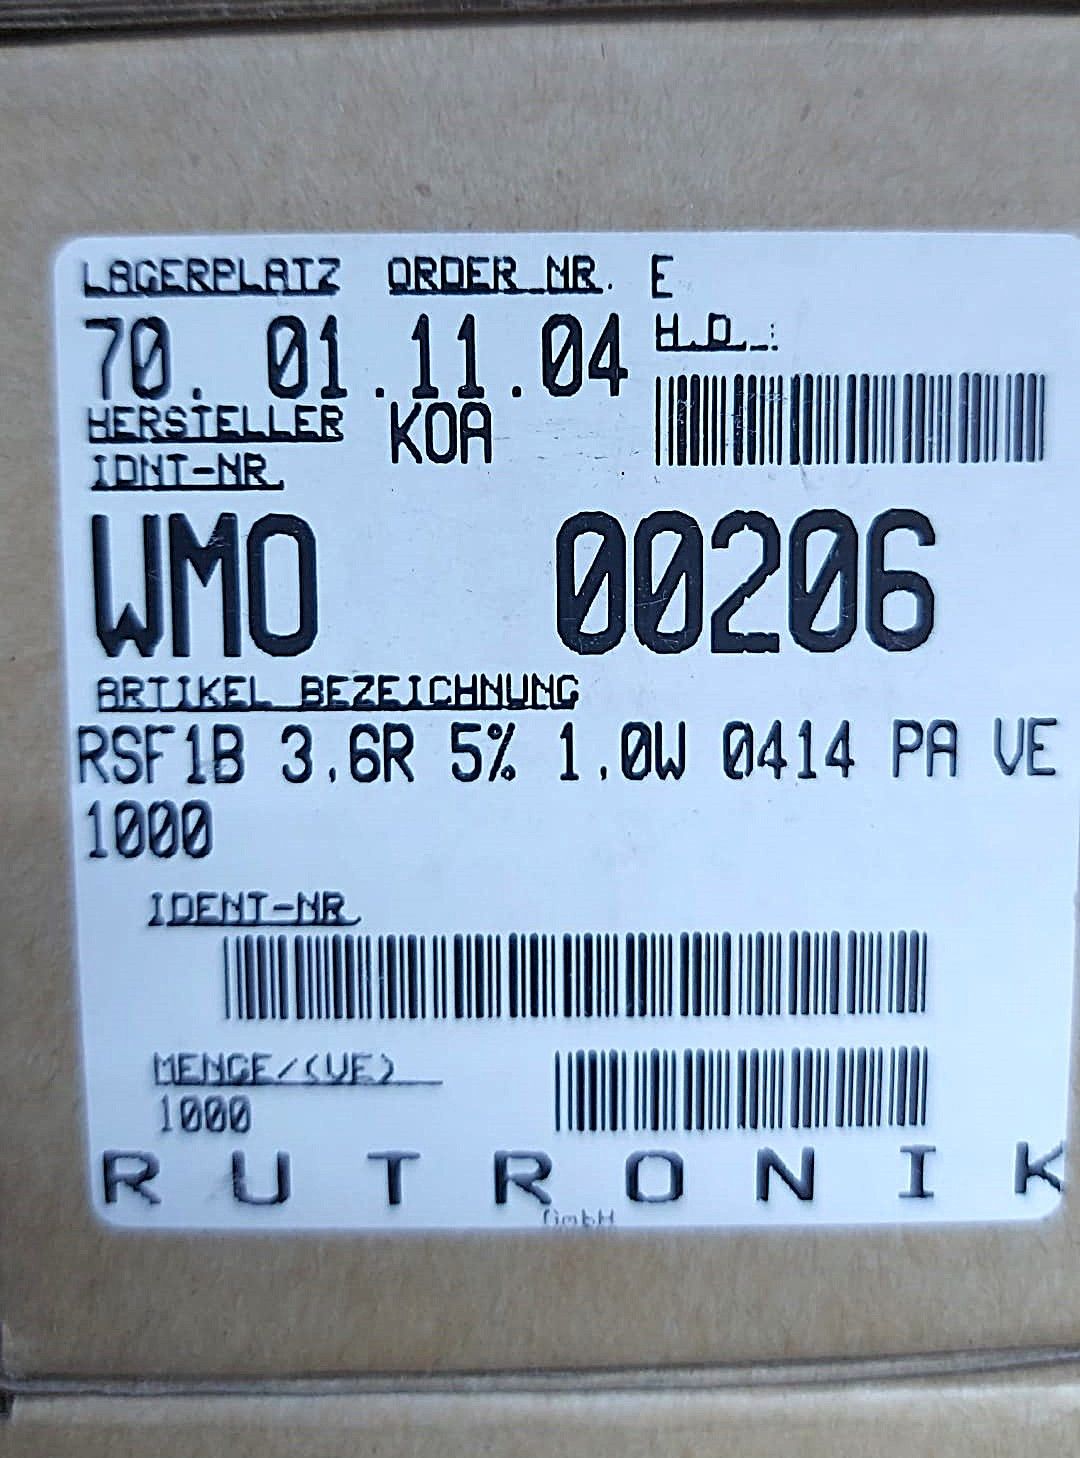 LAGERPLATZ ORDER NR. E
70. 01.11.04 H.D.:
HERSTELLER KOA
IDNT-NR.
WMO 00206
ARTIKEL BEZEICHNUNG
RSF1B 3.6R 5% 1.0W 0414 PA VE
1000
IDENT-NR.
MENGE/(VE)
1000
RUTRONIK
GmbH